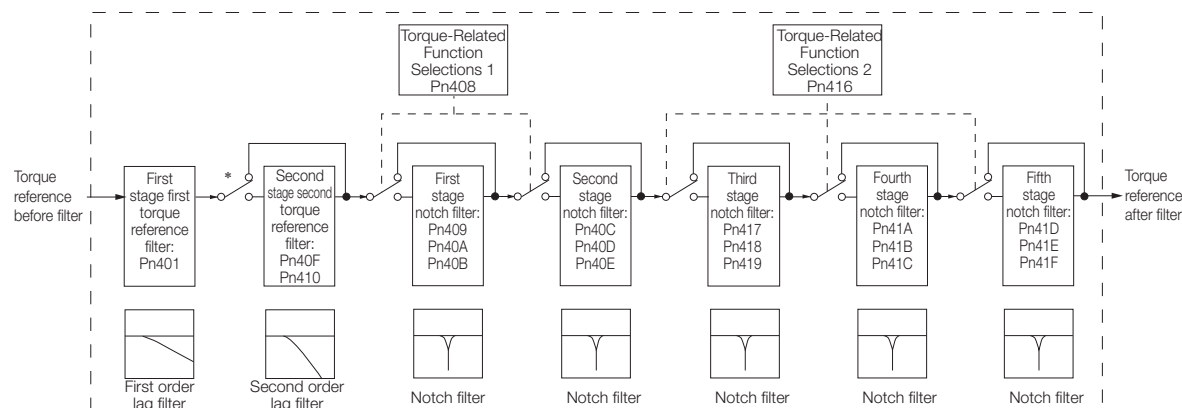 Torque-Related
Function
Selections 1
Pn408
Torque-Related
Function
Selections 2
Pn416
Torque
reference
before filter
First
stage first
torque
reference
filter:
Pn401
*
Second
stage second
torque
reference
filter:
Pn40F
Pn410
First
stage
notch filter:
Pn409
Pn40A
Pn40B
Second
stage
notch filter:
Pn40C
Pn40D
Pn40E
Third
stage
notch filter:
Pn417
Pn418
Pn419
Fourth
stage
notch filter:
Pn41A
Pn41B
Pn41C
Fifth
stage
notch filter:
Pn41D
Pn41E
Pn41F
Torque
reference
after filter
First order
lag filter
Second order
lag filter
Notch filter
Notch filter
Notch filter
Notch filter
Notch filter